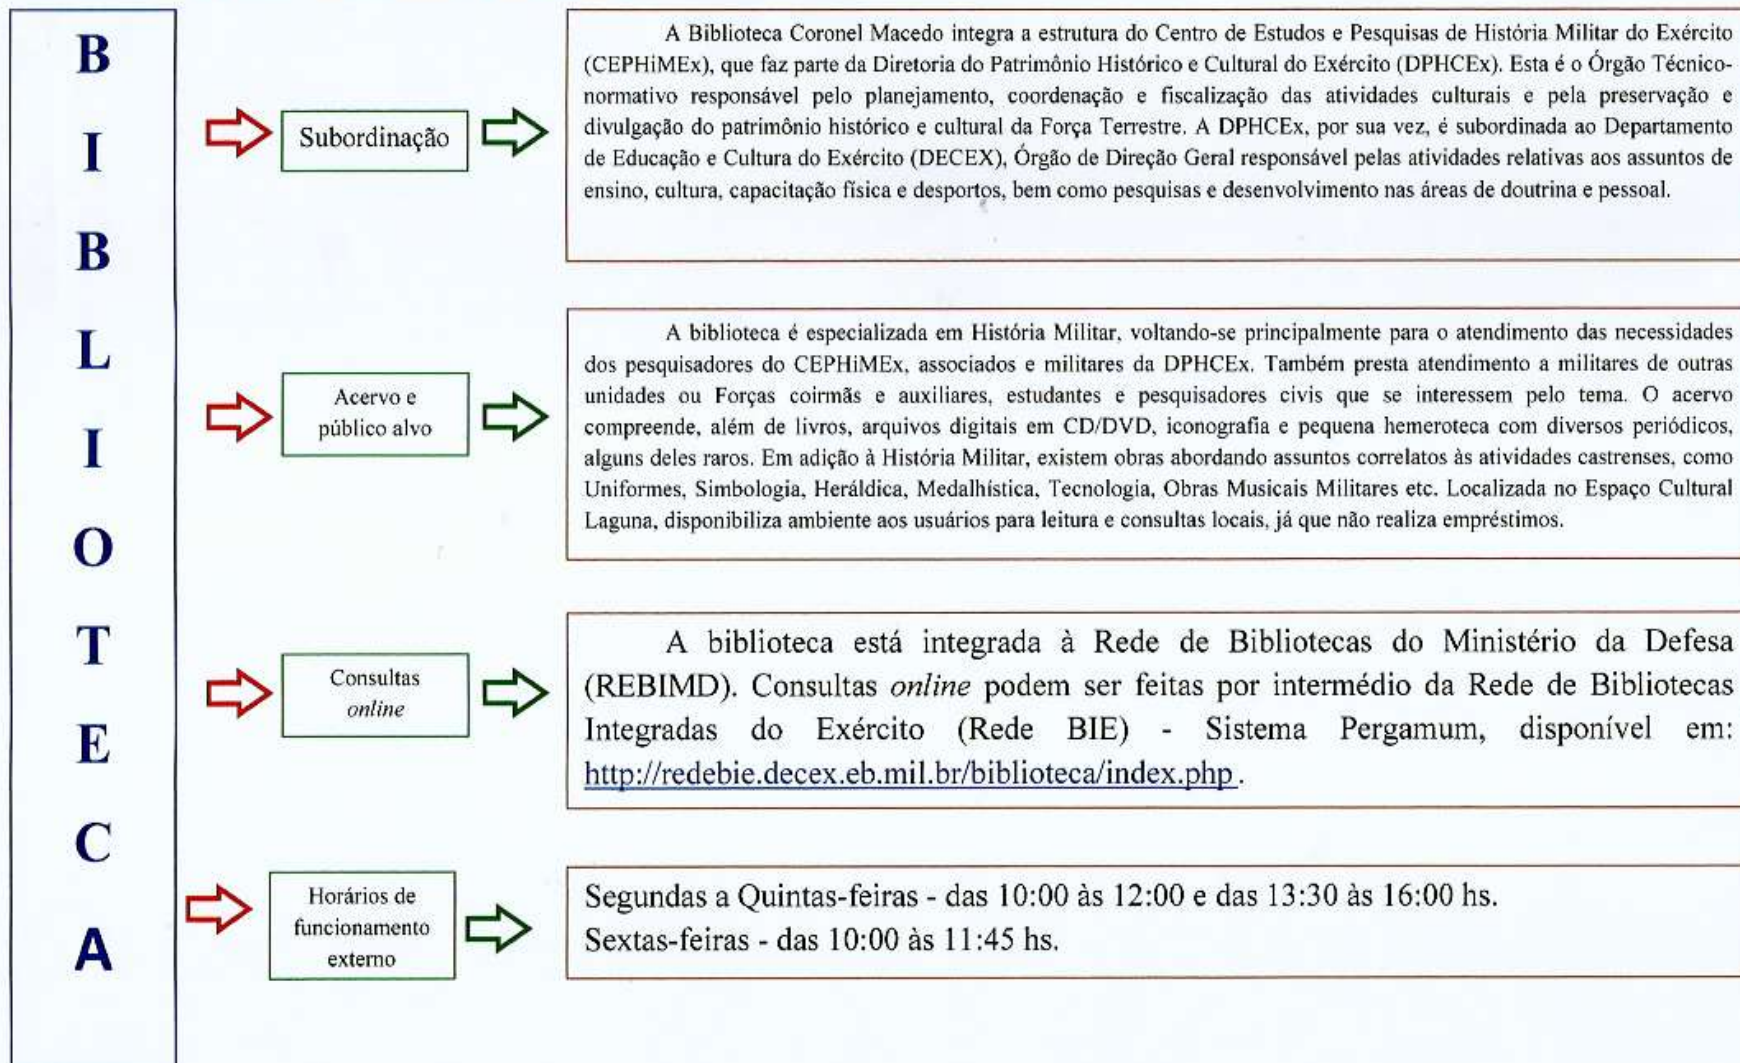 B
I
B
L
I
O
T
E
C
A
Subordinação
A Biblioteca Coronel Macedo integra a estrutura do Centro de Estudos e Pesquisas de História Militar do Exército
(CEPHiMEx), que faz parte da Diretoria do Patrimônio Histórico e Cultural do Exército (DPHCEx). Esta é o Órgão Técnico-
normativo responsável pelo planejamento, coordenação e fiscalização das atividades culturais e pela preservação e
divulgação do patrimônio histórico e cultural da Força Terrestre. A DPHCEx, por sua vez, é subordinada ao Departamento
de Educação e Cultura do Exército (DECEX), Órgão de Direção Geral responsável pelas atividades relativas aos assuntos de
ensino, cultura, capacitação física e desportos, bem como pesquisas e desenvolvimento nas áreas de doutrina e pessoal.
Acervo e
público alvo
A biblioteca é especializada em História Militar, voltando-se principalmente para o atendimento das necessidades
dos pesquisadores do CEPHiMEx, associados e militares da DPHCEx. Também presta atendimento a militares de outras
unidades ou Forças coirmãs e auxiliares, estudantes e pesquisadores civis que se interessem pelo tema. O acervo
compreende, além de livros, arquivos digitais em CD/DVD, iconografia e pequena hemeroteca com diversos periódicos,
alguns deles raros. Em adição à História Militar, existem obras abordando assuntos correlatos às atividades castrenses, como
Uniformes, Simbologia, Heráldica, Medalhística, Tecnologia, Obras Musicais Militares etc. Localizada no Espaço Cultural
Laguna, disponibiliza ambiente aos usuários para leitura e consultas locais, já que não realiza empréstimos.
Consultas
online
A biblioteca está integrada à Rede de Bibliotecas do Ministério da Defesa
(REBIMD). Consultas online podem ser feitas por intermédio da Rede de Bibliotecas
Integradas do Exército (Rede BIE) - Sistema Pergamum, disponível em:
http://redebie.decex.eb.mil.br/biblioteca/index.php .
Horários de
funcionamento
externo
Segundas a Quintas-feiras - das 10:00 às 12:00 e das 13:30 às 16:00 hs.
Sextas-feiras - das 10:00 às 11:45 hs.